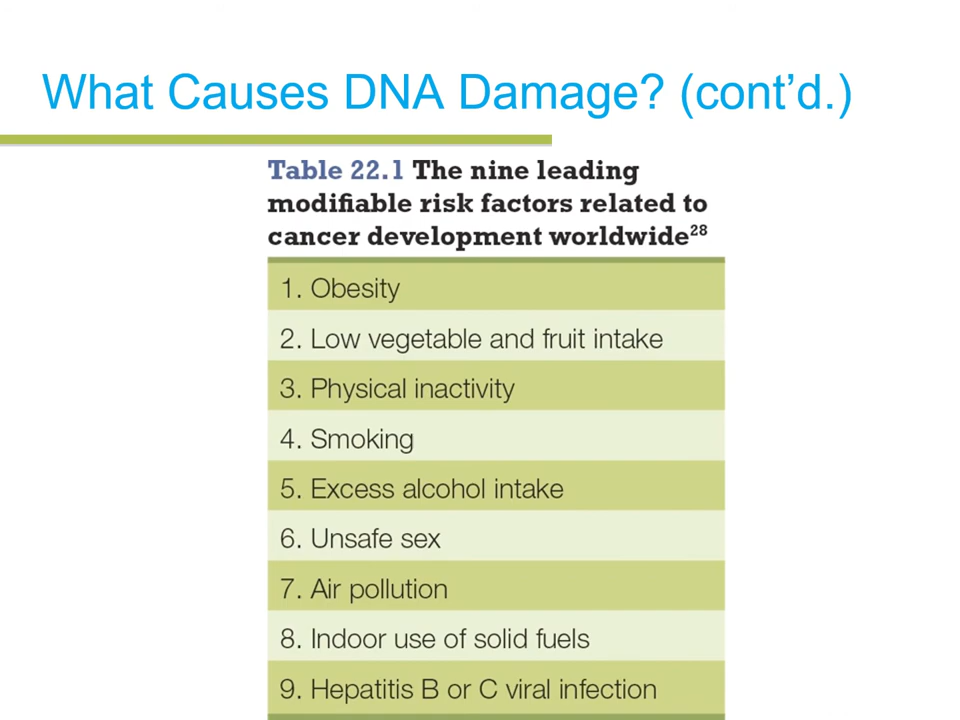 What Causes DNA Damage? (cont’d.)
Table 22.1 The nine leading
modifiable risk factors related to
cancer development worldwide28
1. Obesity
2. Low vegetable and fruit intake
3. Physical inactivity
4. Smoking
5. Excess alcohol intake
6. Unsafe sex
7. Air pollution
8. Indoor use of solid fuels
9. Hepatitis B or C viral infection